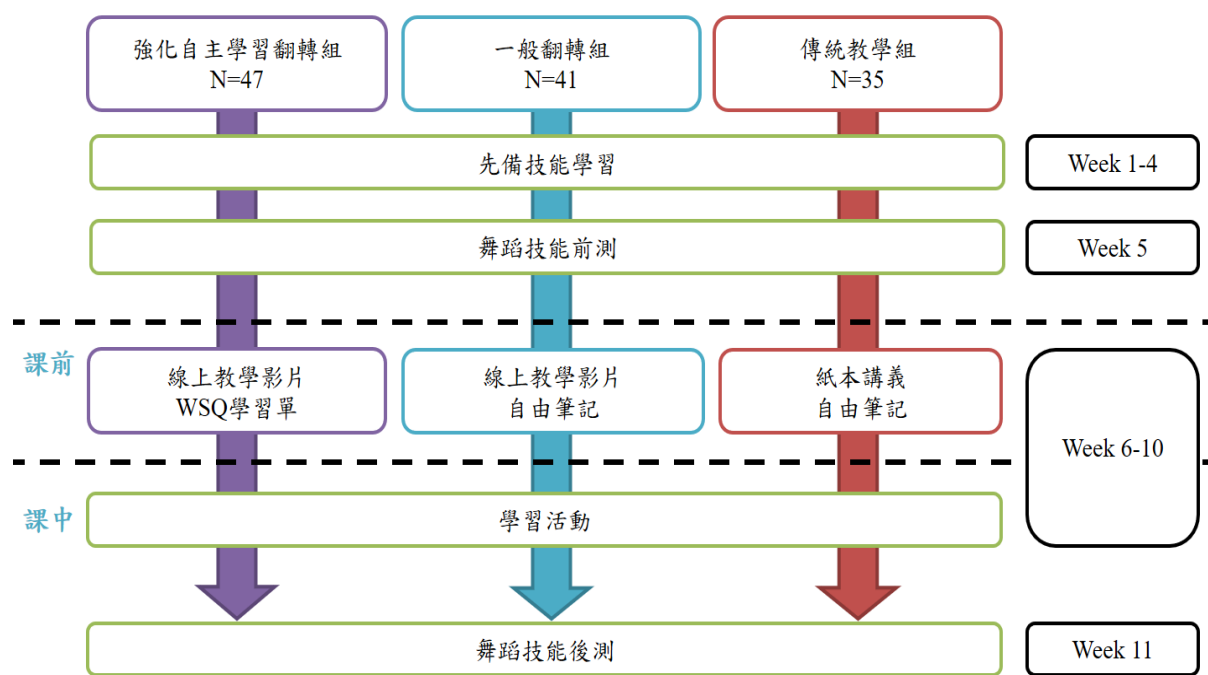 強化自主學習翻轉組
N=47
一般翻轉組
N=41
傳統教學組
N=35
先備技能學習
Week 1-4
舞蹈技能前測
Week 5
課前
線上教學影片
WSQ學習單
線上教學影片
自由筆記
紙本講義
自由筆記
Week 6-10
課中
學習活動
舞蹈技能後測
Week 11